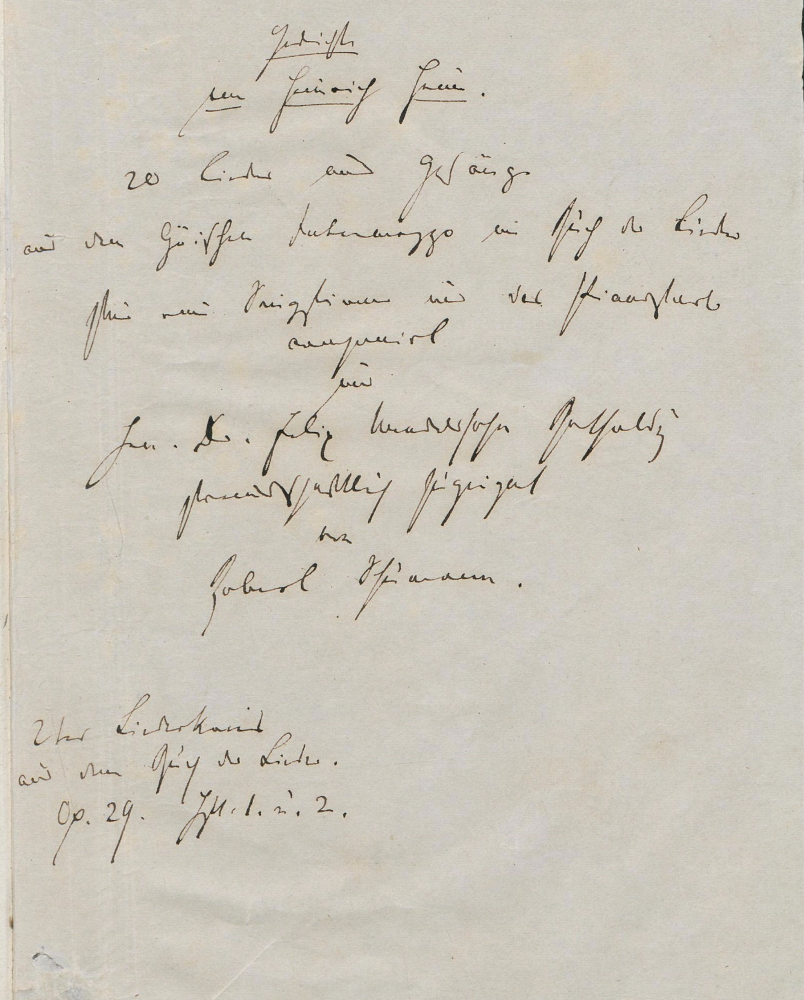 Gedichte
von Heinrich Heine.
20 Lieder und Gesänge
aus dem Lyrischen Intermezzo im Buch der Lieder
für eine Singstimme und das Pianoforte
componirt
und
Hrn. Dr. Felix Mendelssohn Bartholdy
freundschaftlich zugeeignet
von
Robert Schumann.
2ter Liederkreis
aus dem Buch der Lieder.
Op. 29. Hft. 1. u. 2.